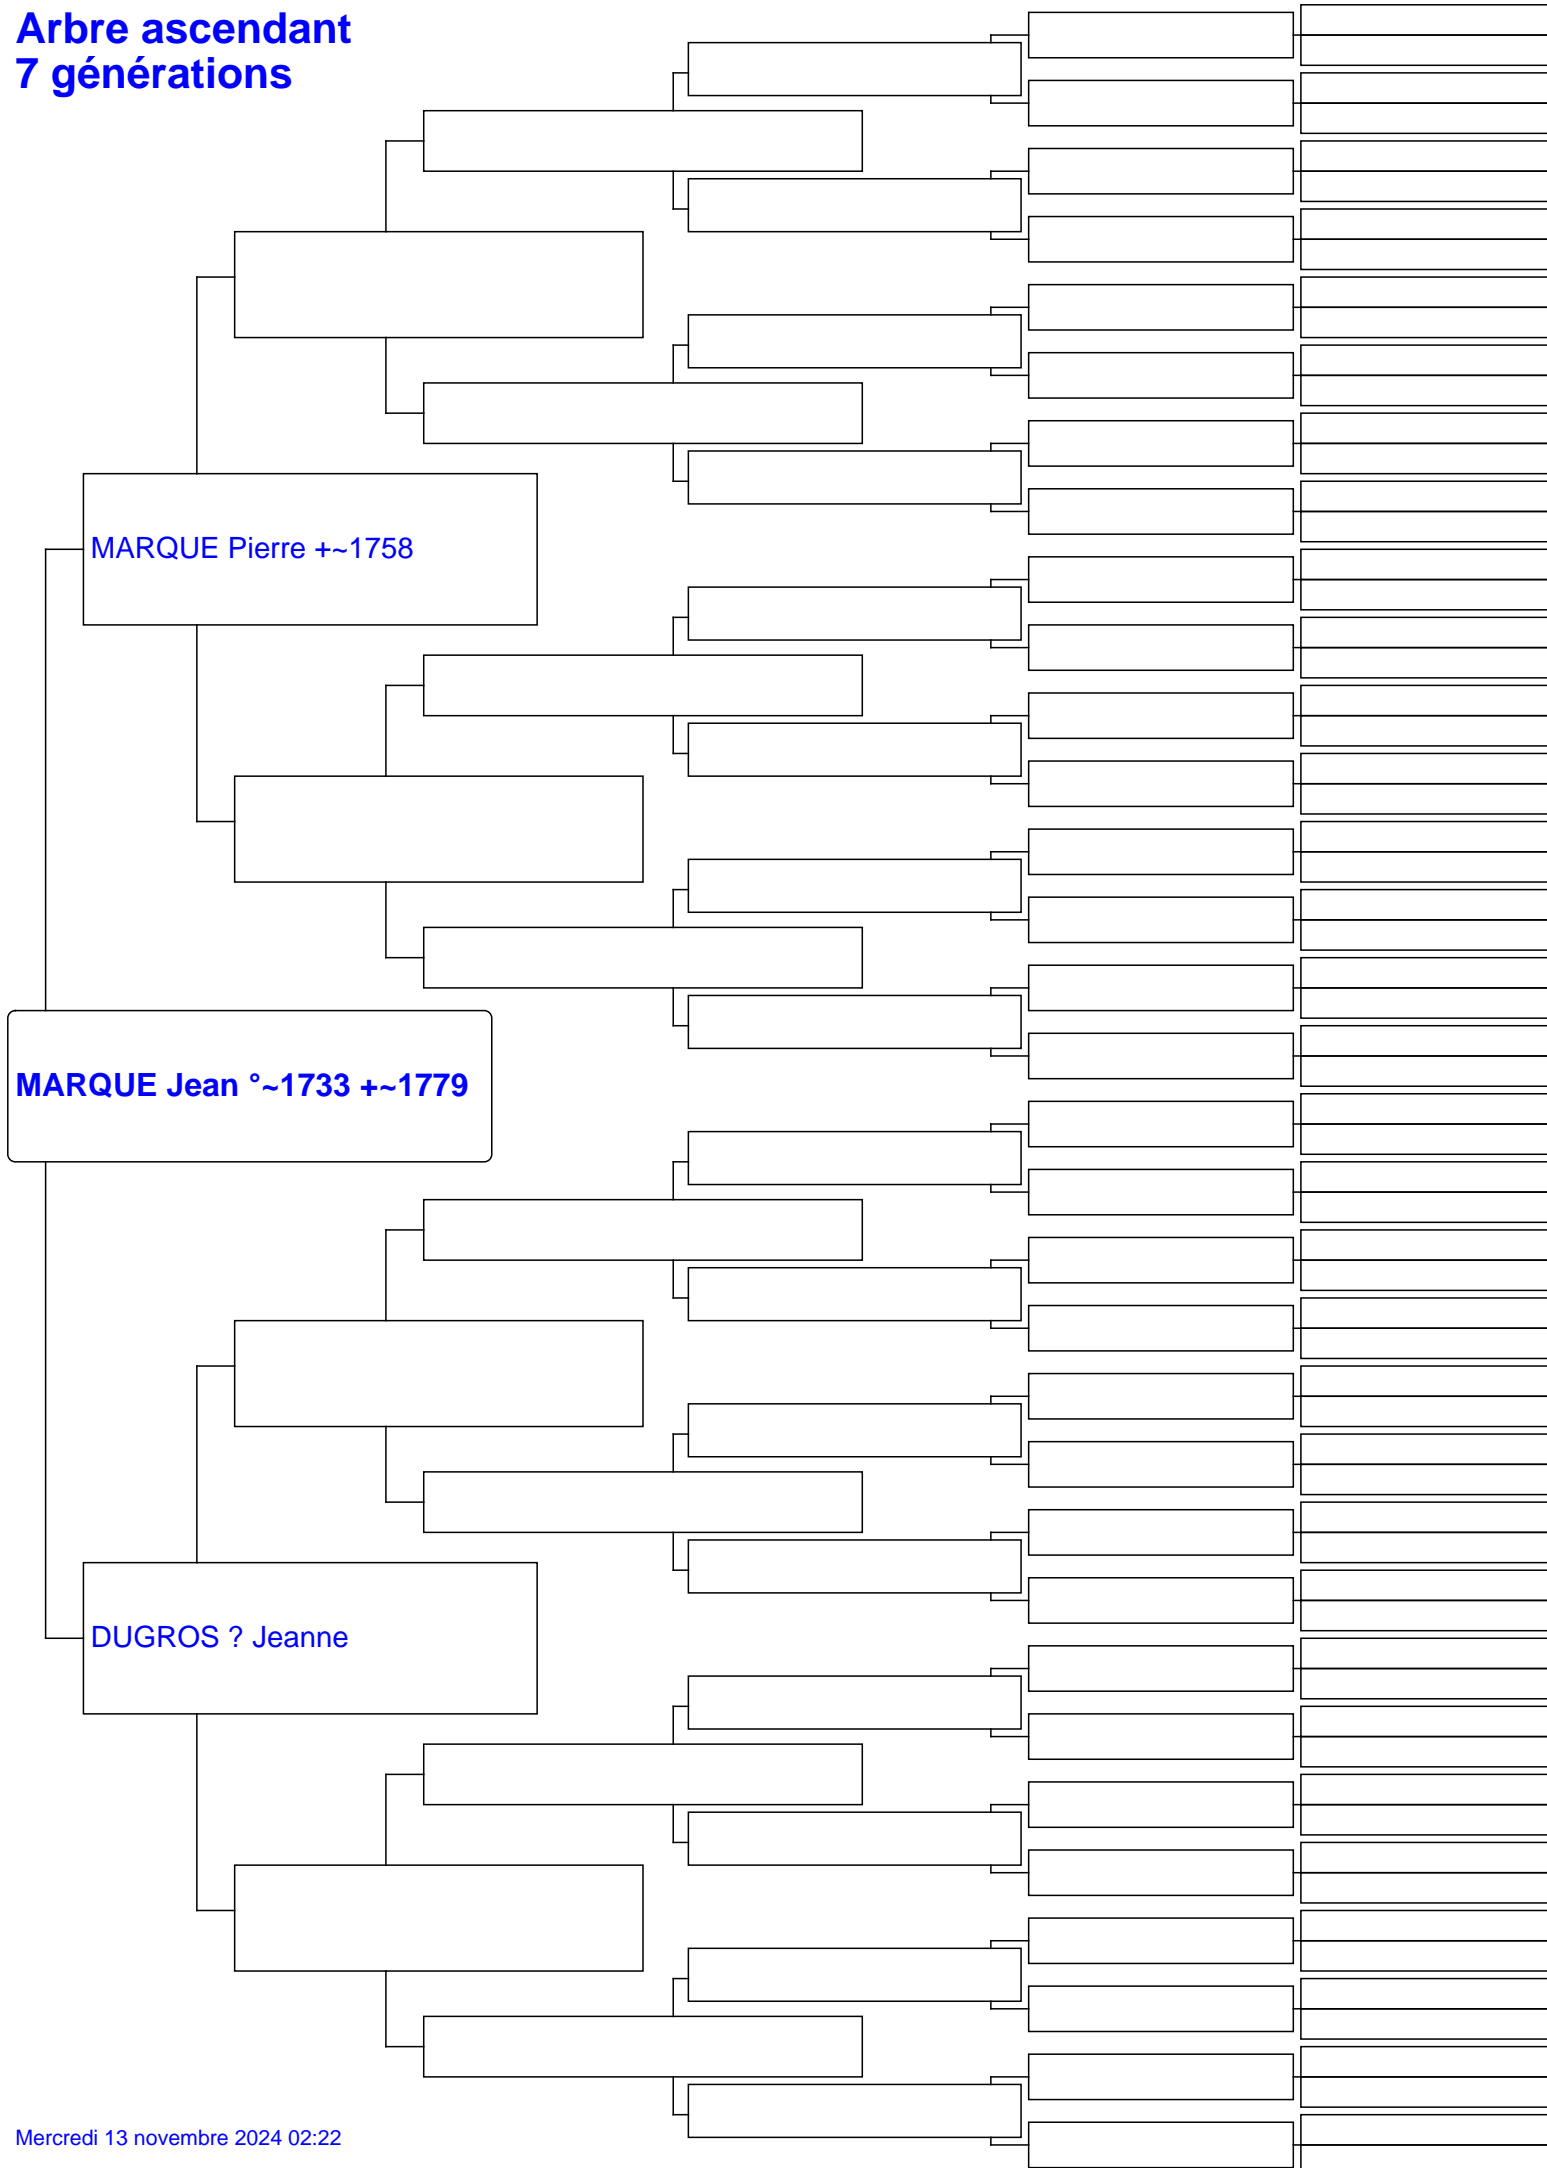 Arbre ascendant
7 générations
MARQUE Pierre +~1758
MARQUE Jean °~1733 +~1779
DUGROS ? Jeanne
Mercredi 13 novembre 2024 02:22